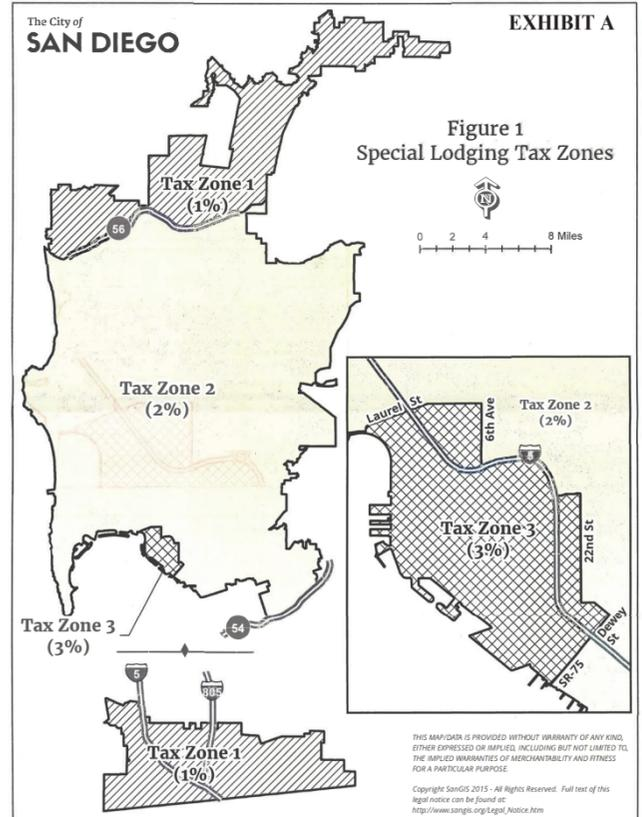 The City of
SAN DIEGO
EXHIBIT A
Figure 1
Special Lodging Tax Zones
N
0 2 4 8 Miles
Tax Zone 1
(1%)
56
Tax Zone 2
(2%)
Laurel St
6th Ave
Tax Zone 2
(2%)
5
Tax Zone 3
(3%)
22nd St
Dewey
St
SR-75
Tax Zone 3
(3%)
54
5
805
Tax Zone 1
(1%)
THIS MAP/DATA IS PROVIDED WITHOUT WARRANTY OF ANY KIND,
EITHER EXPRESSED OR IMPLIED, INCLUDING BUT NOT LIMITED TO,
THE IMPLIED WARRANTIES OF MERCHANTABILITY AND FITNESS
FOR A PARTICULAR PURPOSE.
Copyright SanGIS 2015 - All Rights Reserved. Full text of this
legal notice can be found at:
http://www.sangis.org/Legal_Notice.htm